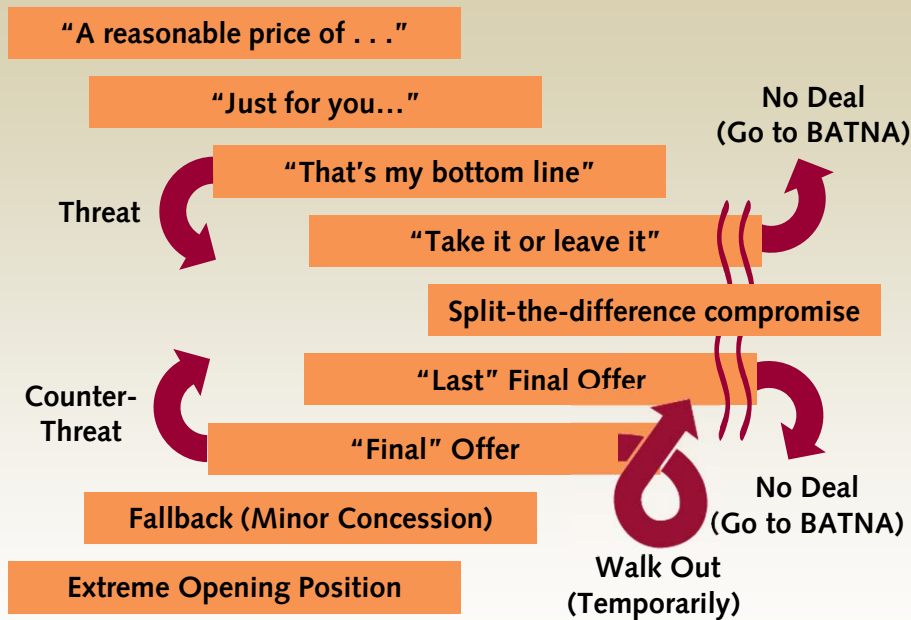 “A reasonable price of . . .”
“Just for you...”
No Deal
(Go to BATNA)
“That's my bottom line”
Threat
“Take it or leave it”
Split-the-difference compromise
“Last” Final Offer
Counter-
Threat
“Final” Offer
No Deal
(Go to BATNA)
Fallback (Minor Concession)
Walk Out
(Temporarily)
Extreme Opening Position